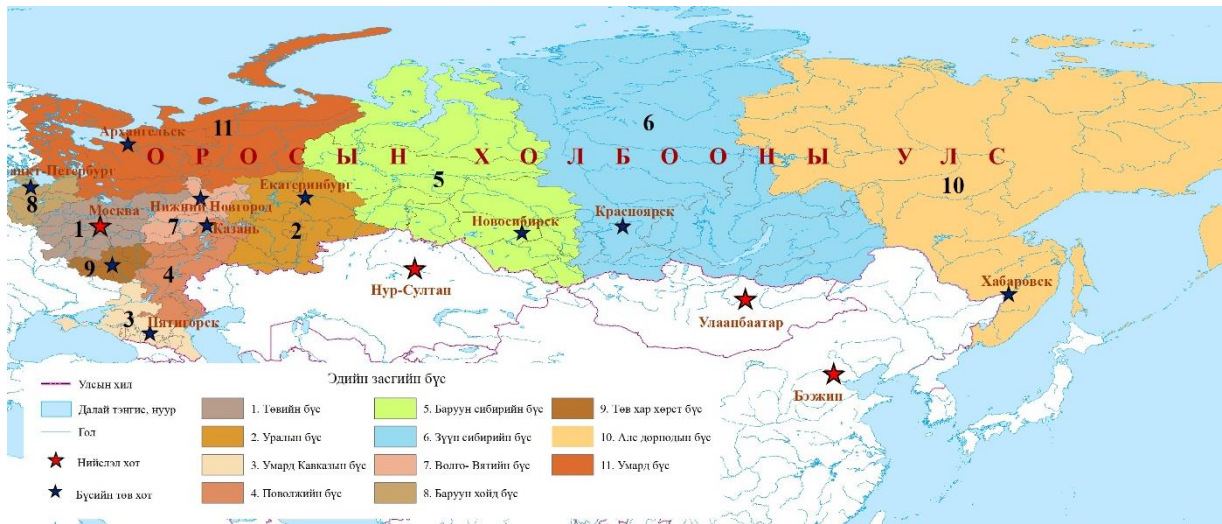 11
6
Архангельск
ОРОСЫН ХОЛБООНЫ УЛС
анкт-Петербург
8
Екатеринбург
5
10
Москва
1
Нижний Новгород
7
Казань
2
Новосибирск
Красноярск
9
4
Нур-Султан
Улаанбаатар
Хабаровск
3
Пятигорск
Бээжин
Эдийн засгийн бүс
Улсын хил
Далай тэнгис, нуур
Гол
Нийслэл хот
Бүсийн төв хот
1. Төвийн бүс
2. Уралын бүс
3. Умард Кавказын бүс
4. Поволжийн бүс
5. Баруун сибирийн бүс
6. Зүүн сибирийн бүс
7. Волго- Вятийн бүс
8. Баруун хойд бүс
9. Төв хар хөрст бүс
10. Алс дорнодын бүс
11. Умард бүс